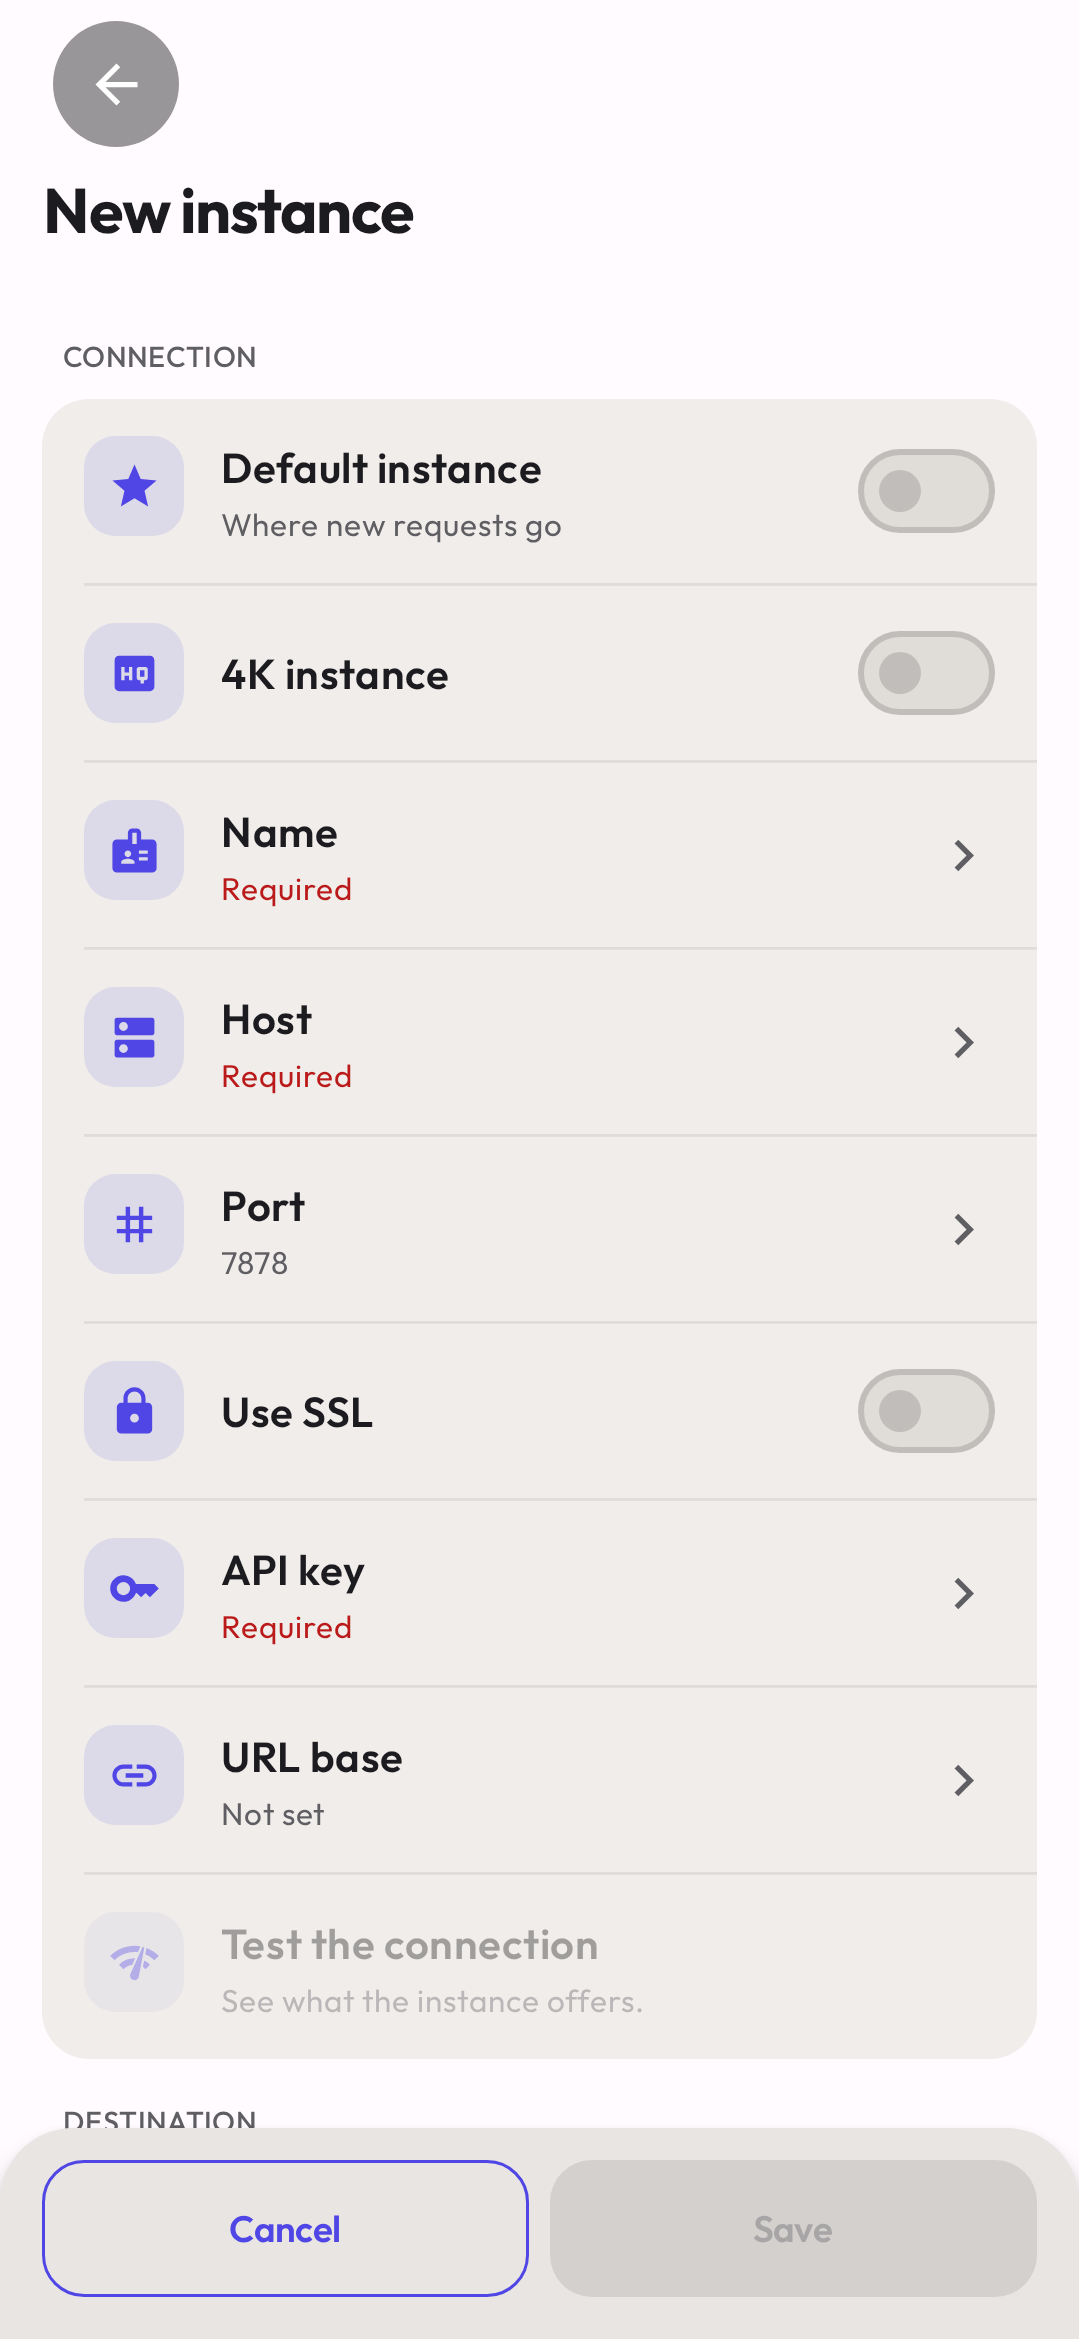 New instance
CONNECTION
Default instance
Where new requests go
HQ
4K instance
Name
Required
Host
Required
Port
7878
Use SSL
API key
Required
URL base
Not set
Test the connection
See what the instance offers.
DESTINATION
Cancel
Save